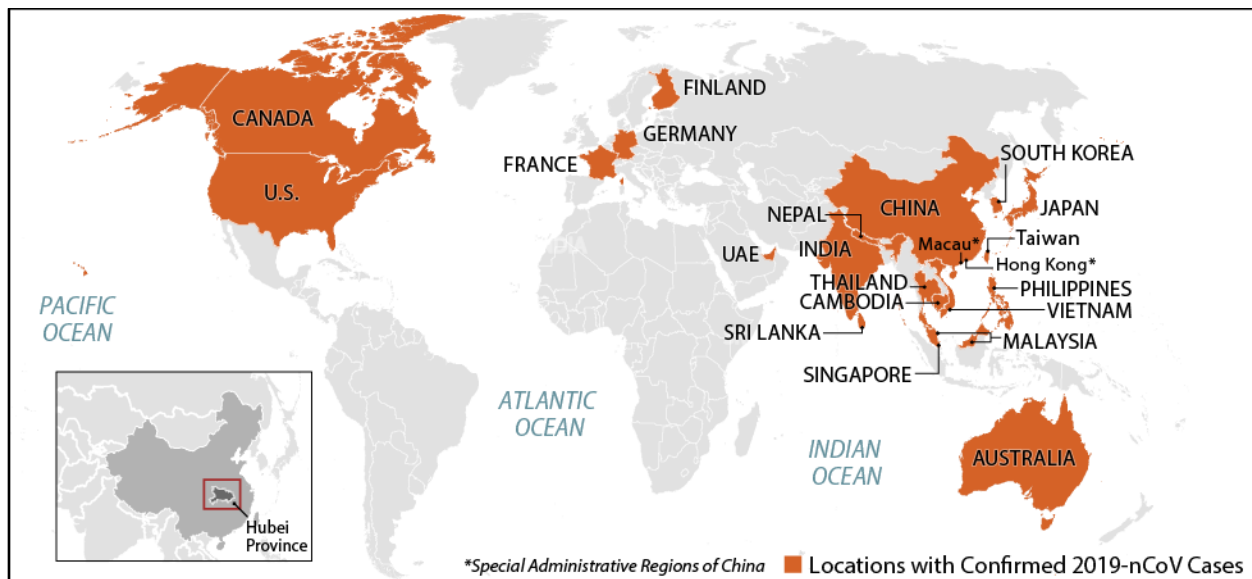 CANADA
U.S.
FINLAND
GERMANY
FRANCE
SOUTH KOREA
CHINA
JAPAN
NEPAL
UAE
INDIA
Macau*
Taiwan
Hong Kong*
THAILAND
CAMBODIA
PHILIPPINES
VIETNAM
SRI LANKA
MALAYSIA
SINGAPORE
PACIFIC
OCEAN
ATLANTIC
OCEAN
INDIAN
OCEAN
AUSTRALIA
Hubei
Province
*Special Administrative Regions of China
Locations with Confirmed 2019-nCoV Cases